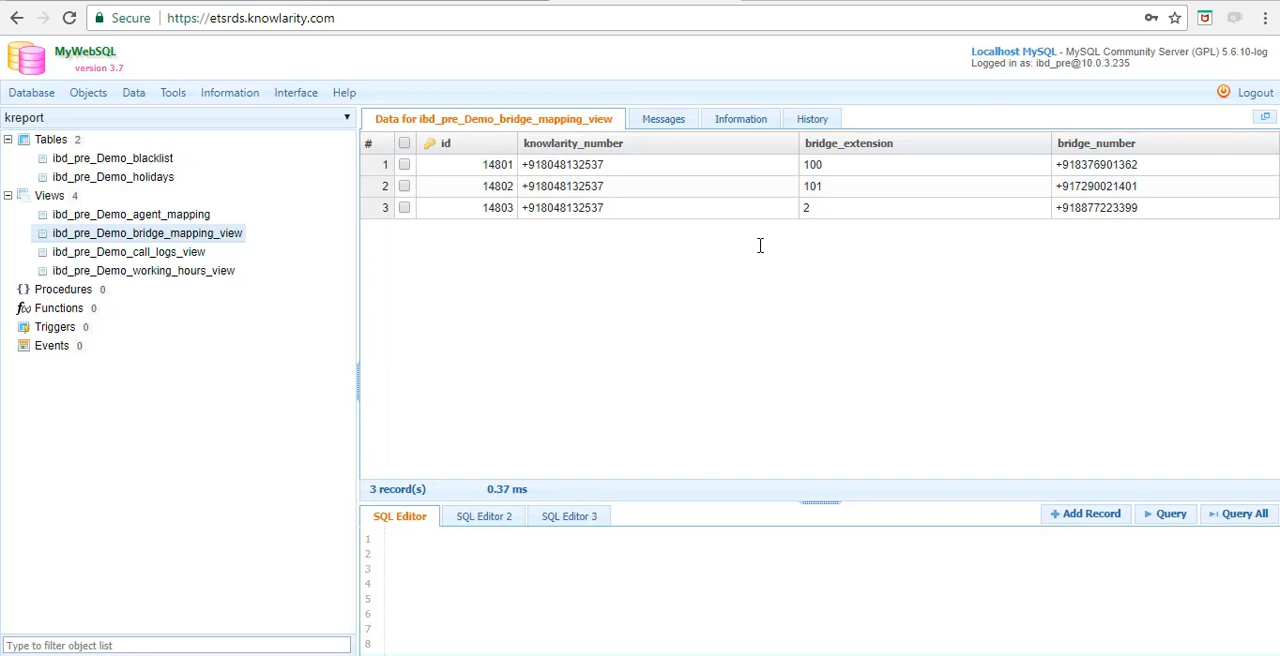 Secure https://etsrds.knowlarity.com
MyWebSQL
version 3.7
Localhost MySQL - MySQL Community Server (GPL) 5.6.10-log
Logged in as: ibd_pre@10.0.3.235
Database Objects Data Tools Information Interface Help Logout
kreport
Tables 2
ibd_pre_Demo_blacklist
ibd_pre_Demo_holidays
Views 4
ibd_pre_Demo_agent_mapping
ibd_pre_Demo_bridge_mapping_view
ibd_pre_Demo_call_logs_view
ibd_pre_Demo_working_hours_view
{} Procedures 0
f(x) Functions 0
Triggers 0
Events 0
Type to filter object list
Data for ibd_pre_Demo_bridge_mapping_view Messages Information History
# id knowlarity_number bridge_extension bridge_number
1 14801 +918048132537 100 +918376901362
2 14802 +918048132537 101 +917290021401
3 14803 +918048132537 2 +918877223399
3 record(s) 0.37 ms
SQL Editor SQL Editor 2 SQL Editor 3 Add Record Query Query All
1
2
3
4
5
6
7
8